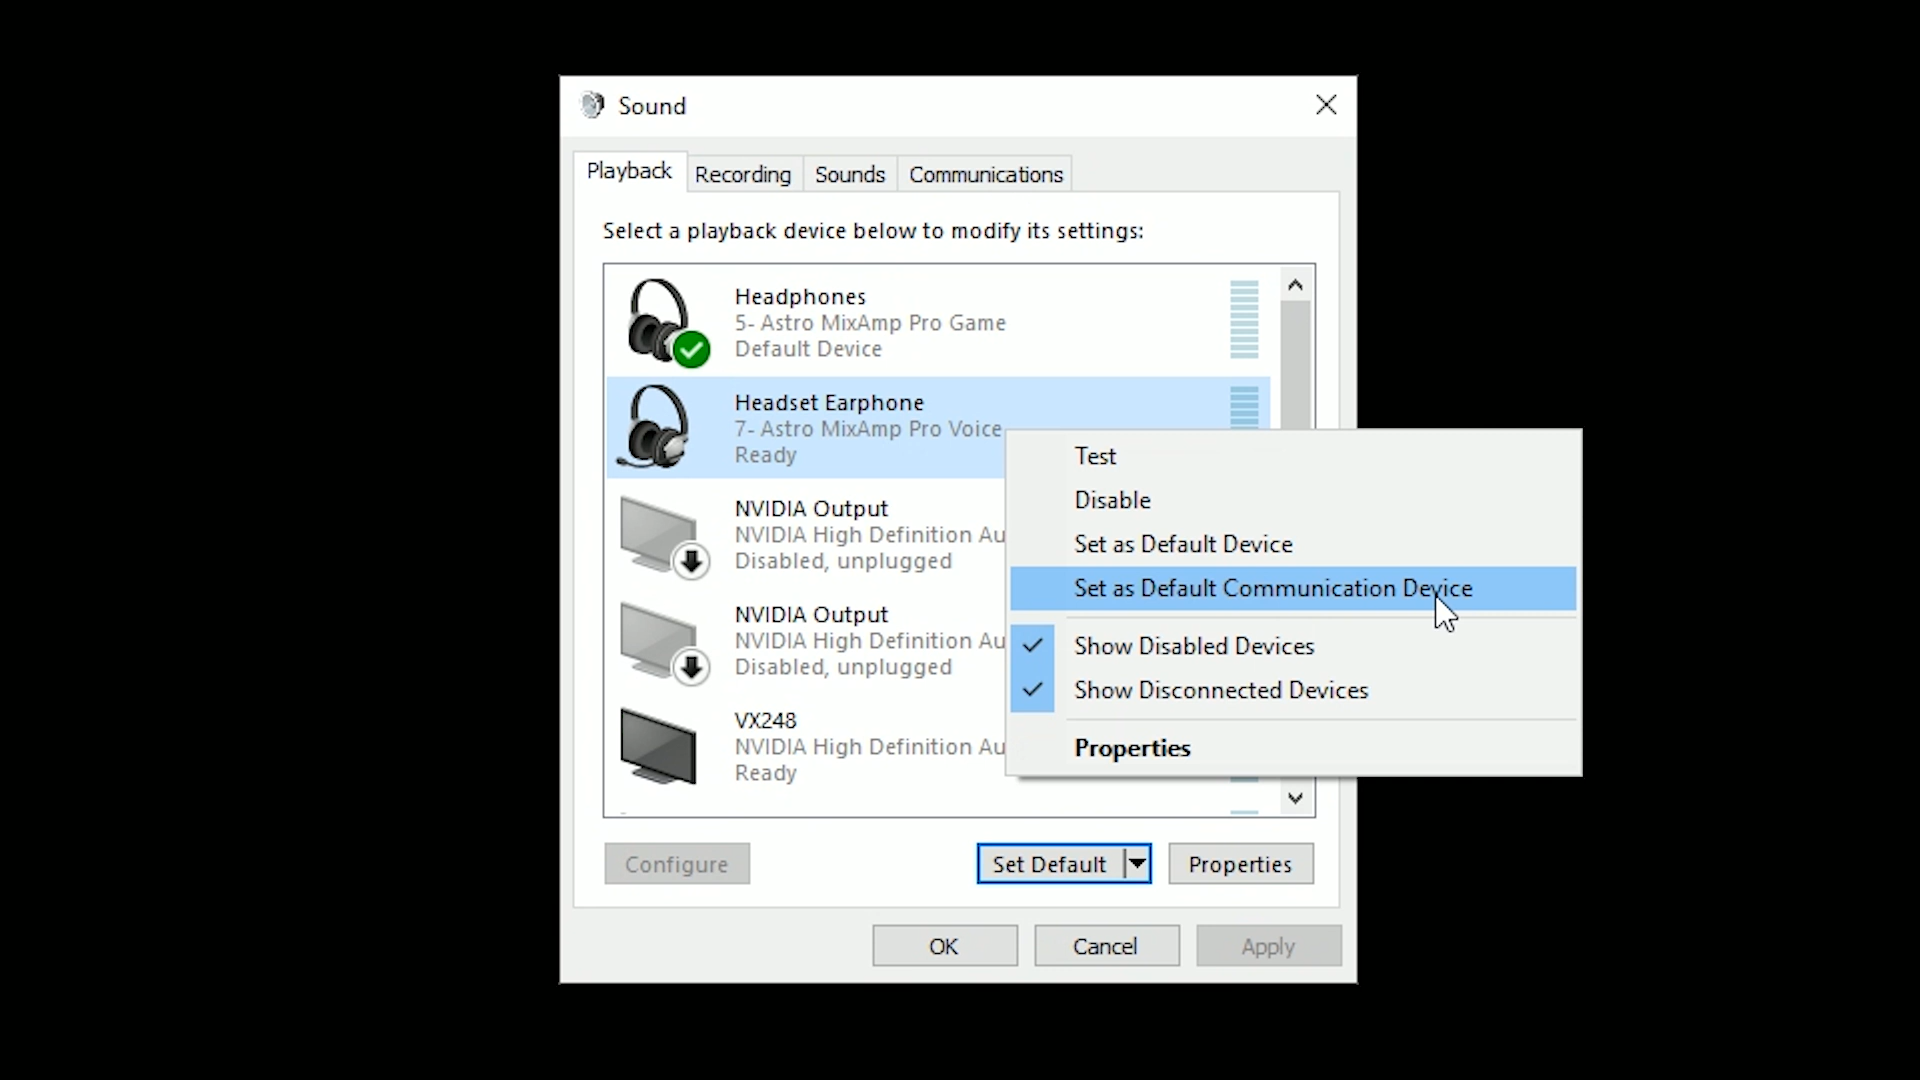 Sound
Playback
Recording
Sounds
Communications
Select a playback device below to modify its settings:
Headphones
5- Astro MixAmp Pro Game
Default Device
Headset Earphone
7- Astro MixAmp Pro Voice
Ready
NVIDIA Output
NVIDIA High Definition Au
Disabled, unplugged
NVIDIA Output
NVIDIA High Definition Au
Disabled, unplugged
VX248
NVIDIA High Definition Au
Ready
Test
Disable
Set as Default Device
Set as Default Communication Device
Show Disabled Devices
Show Disconnected Devices
Properties
Configure
Set Default
Properties
OK
Cancel
Apply